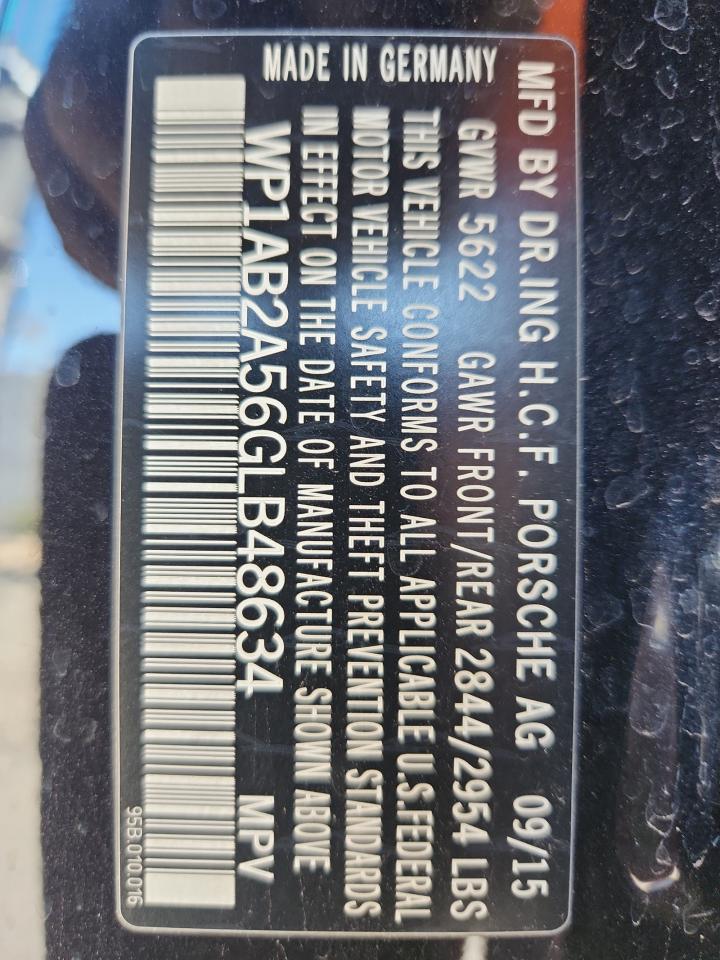 MFD BY DR.ING H.C.F. PORSCHE AG 09/15
GVWR 5622 GAWR FRONT/REAR 2844/2954 LBS
THIS VEHICLE CONFORMS TO ALL APPLICABLE U.S.FEDERAL
MOTOR VEHICLE SAFETY AND THEFT PREVENTION STANDARDS
IN EFFECT ON THE DATE OF MANUFACTURE SHOWN ABOVE
MADE IN GERMANY
WP1AB2A56GLB48634 MPV
95B.010.016